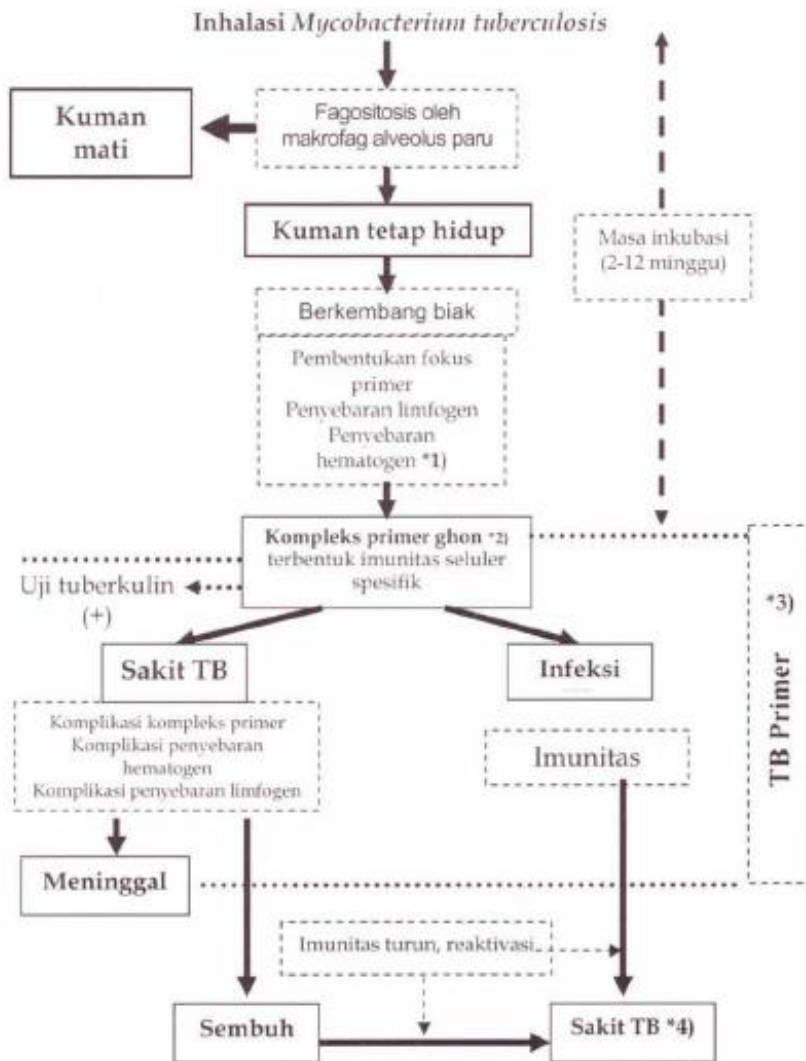 Inhalasi Mycobacterium tuberculosis
Kuman
mati
Fagositosis oleh
makrofag alveolus paru
Kuman tetap hidup
Masa inkubasi
(2-12 minggu)
Berkembang biak
Pembentukan fokus
primer
Penyebaran limfogen
Penyebaran
hematogen *1)
Kompleks primer ghon *2)
terbentuk imunitas seluler
spesifik
Uji tuberkulin
(+)
*3)
TB Primer
Sakit TB
Infeksi
Komplikasi kompleks primer
Komplikasi penyebaran
hematogen
Komplikasi penyebaran limfogen
Imunitas
Meninggal
Imunitas turun, reaktivasi
Sembuh
Sakit TB *4)